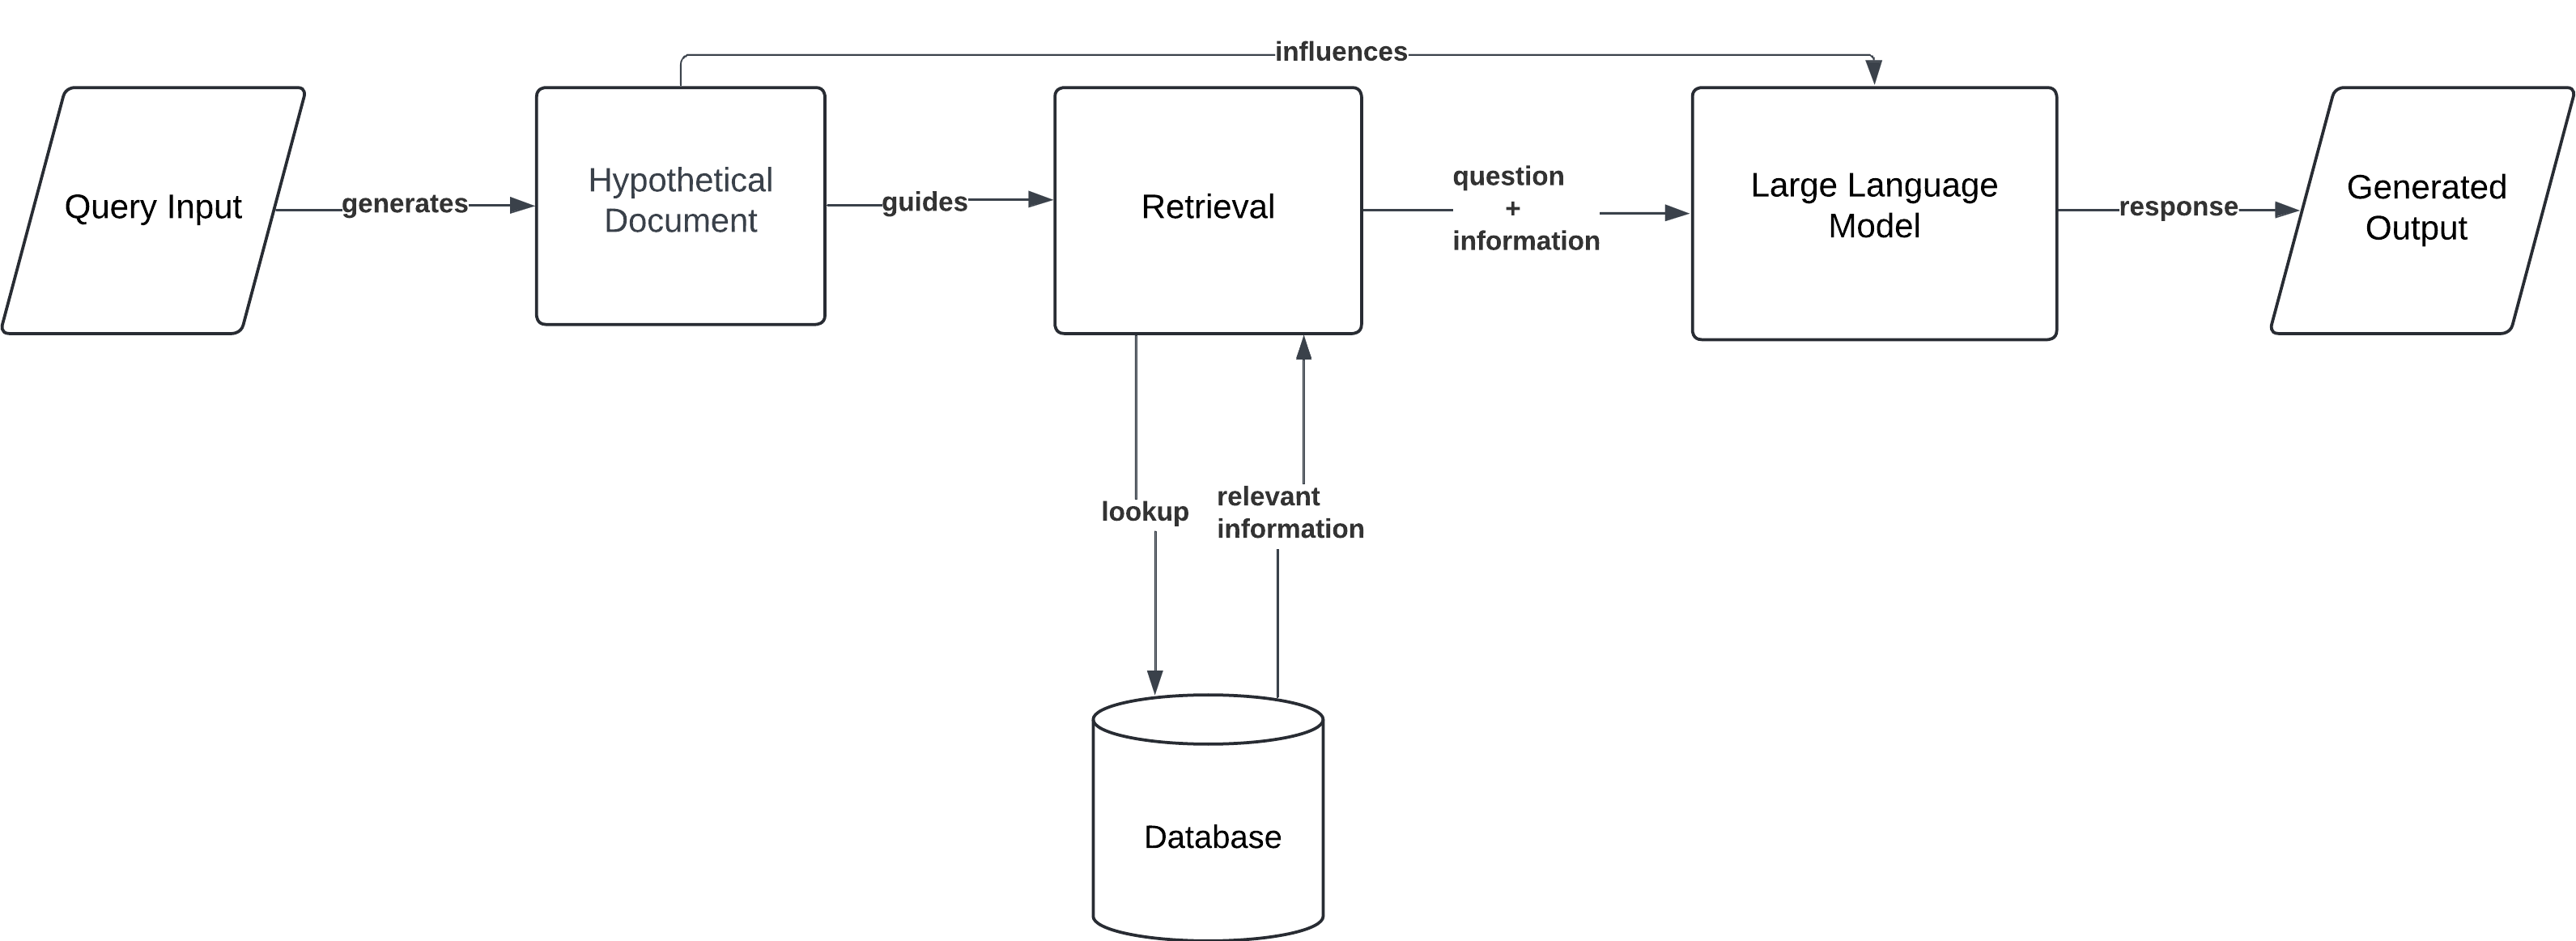 influences
Query Input
generates
Hypothetical
Document
guides
Retrieval
question
+
information
Large Language
Model
response
Generated
Output
lookup
relevant
information
Database